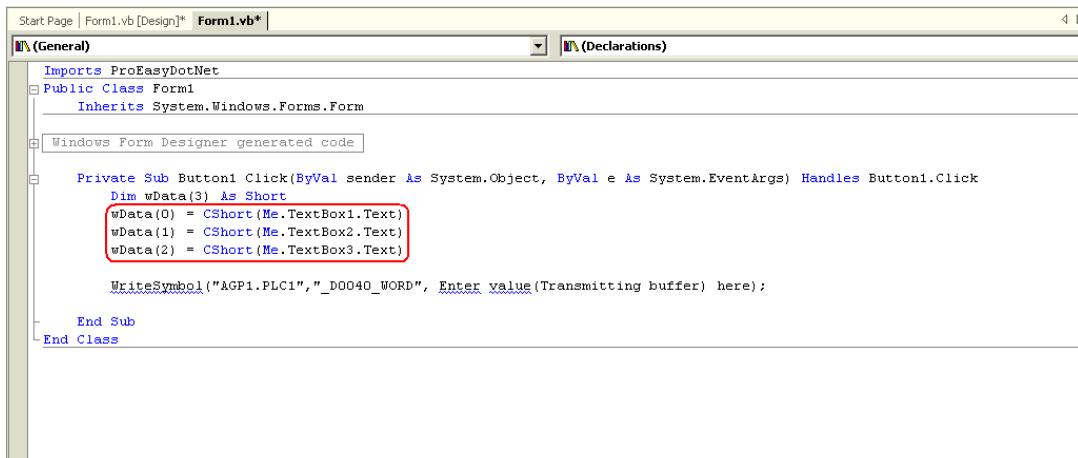 Start Page Form1.vb [Design]* Form1.vb*
(General) (Declarations)
Imports ProEasyDotNet
Public Class Form1
Inherits System.Windows.Forms.Form
Windows Form Designer generated code
Private Sub Button1 Click(ByVal sender As System.Object, ByVal e As System.EventArgs) Handles Button1.Click
Dim wData(3) As Short
wData(0) = CShort(Me.TextBox1.Text)
wData(1) = CShort(Me.TextBox2.Text)
wData(2) = CShort(Me.TextBox3.Text)
WriteSymbol("AGP1.PLC1","_D0040_WORD", Enter value(Transmitting buffer) here);
End Sub
End Class